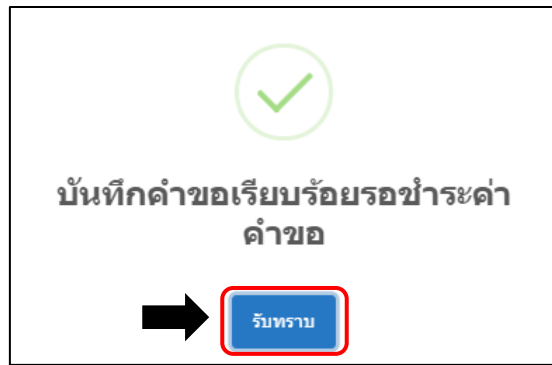 บันทึกคำขอเรียบร้อยรอชำระค่า
คำขอ
รับทราบ